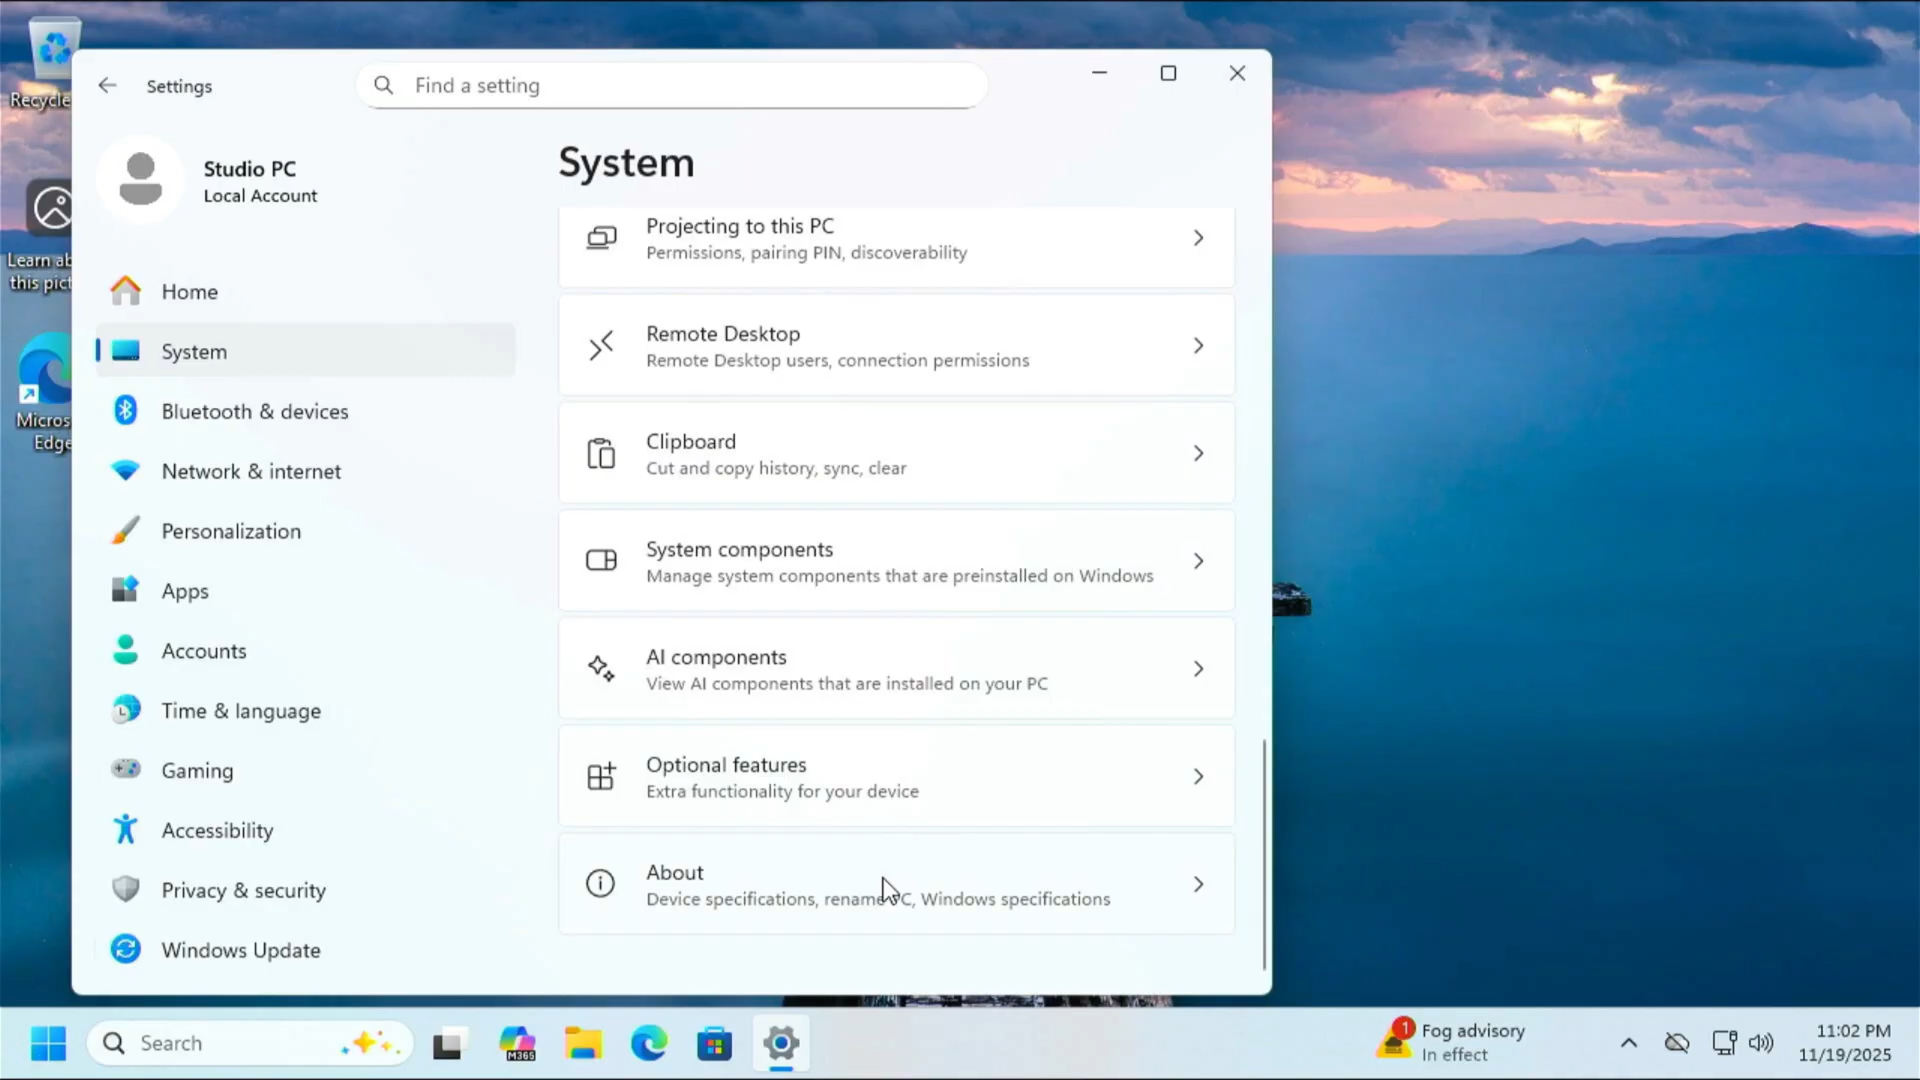 Recycle
Learn ab
this pict
Micros
Edge
Settings
Find a setting
Studio PC
Local Account
Home
System
Bluetooth & devices
Network & internet
Personalization
Apps
Accounts
Time & language
Gaming
Accessibility
Privacy & security
Windows Update
System
Projecting to this PC
Permissions, pairing PIN, discoverability
Remote Desktop
Remote Desktop users, connection permissions
Clipboard
Cut and copy history, sync, clear
System components
Manage system components that are preinstalled on Windows
AI components
View AI components that are installed on your PC
Optional features
Extra functionality for your device
About
Device specifications, rename PC, Windows specifications
Search
M365
1
Fog advisory
In effect
11:02 PM
11/19/2025